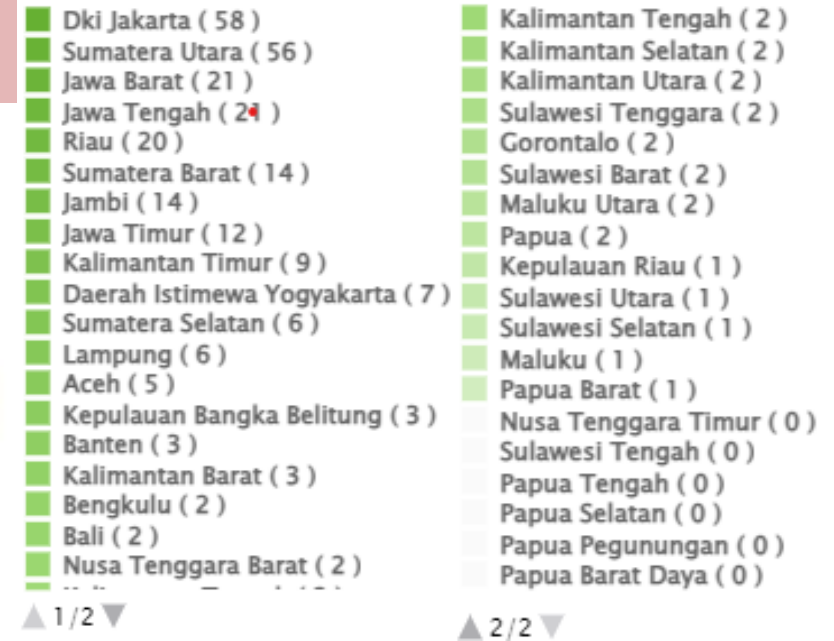 Dki Jakarta ( 58 )
Sumatera Utara ( 56 )
Jawa Barat ( 21 )
Jawa Tengah ( 21 )
Riau ( 20 )
Sumatera Barat ( 14 )
Jambi ( 14 )
Jawa Timur ( 12 )
Kalimantan Timur ( 9 )
Daerah Istimewa Yogyakarta ( 7 )
Sumatera Selatan ( 6 )
Lampung ( 6 )
Aceh ( 5 )
Kepulauan Bangka Belitung ( 3 )
Banten ( 3 )
Kalimantan Barat ( 3 )
Bengkulu ( 2 )
Bali ( 2 )
Nusa Tenggara Barat ( 2 )
1/2
Kalimantan Tengah ( 2 )
Kalimantan Selatan ( 2 )
Kalimantan Utara ( 2 )
Sulawesi Tenggara ( 2 )
Gorontalo ( 2 )
Sulawesi Barat ( 2 )
Maluku Utara ( 2 )
Papua ( 2 )
Kepulauan Riau ( 1 )
Sulawesi Utara ( 1 )
Sulawesi Selatan ( 1 )
Maluku ( 1 )
Papua Barat ( 1 )
Nusa Tenggara Timur ( 0 )
Sulawesi Tengah ( 0 )
Papua Tengah ( 0 )
Papua Selatan ( 0 )
Papua Pegunungan ( 0 )
Papua Barat Daya ( 0 )
2/2